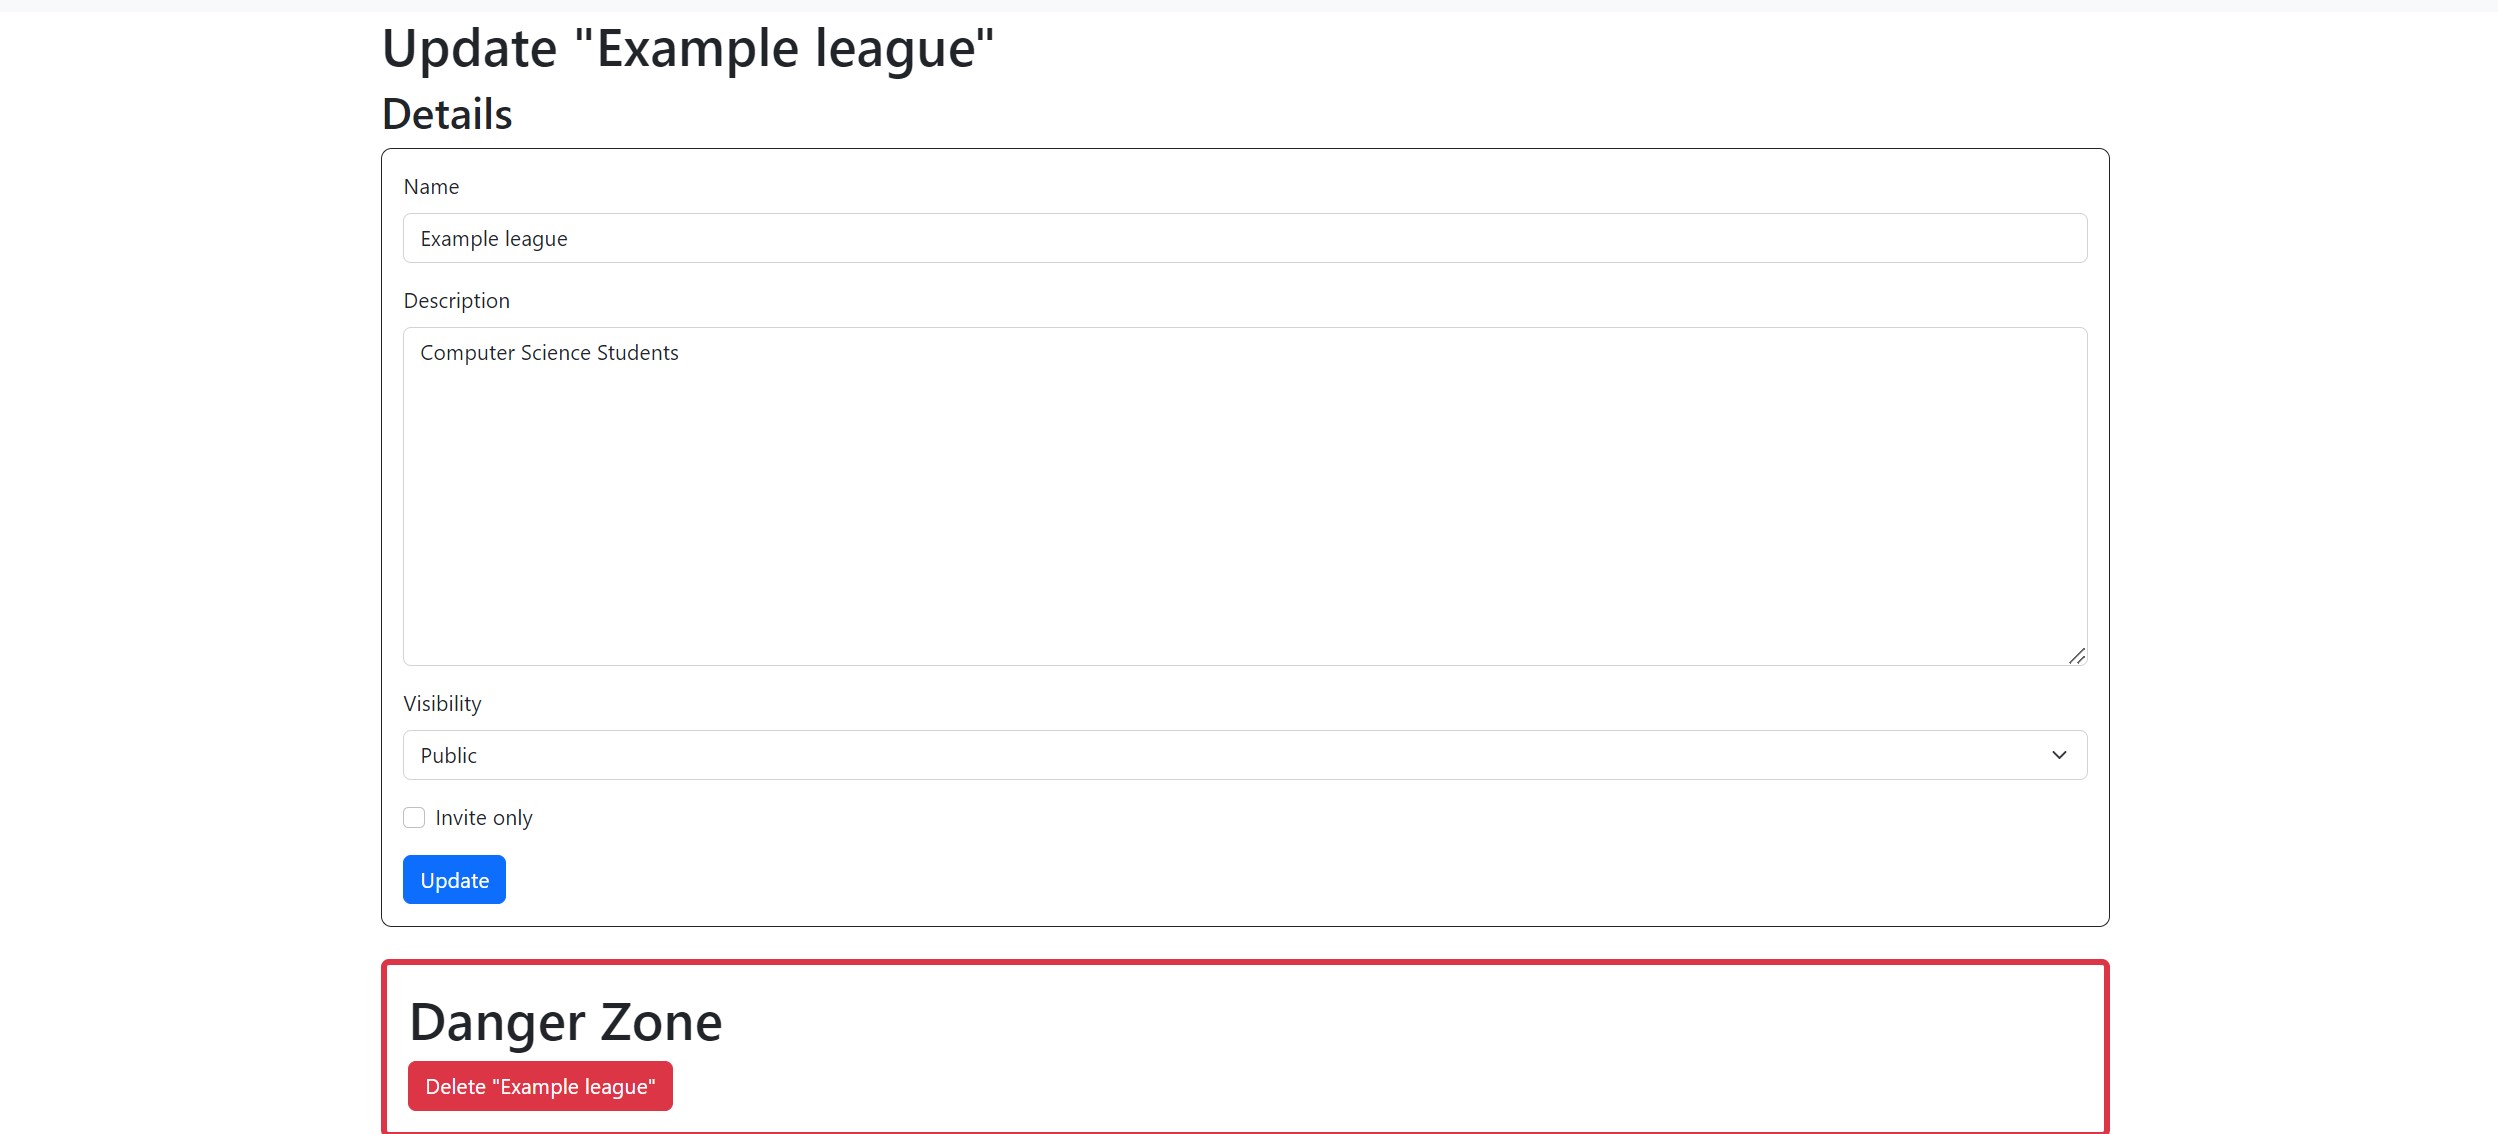 Update "Example league"
Details
Name
Example league
Description
Computer Science Students
Visibility
Public
Invite only
Update
Danger Zone
Delete "Example league"